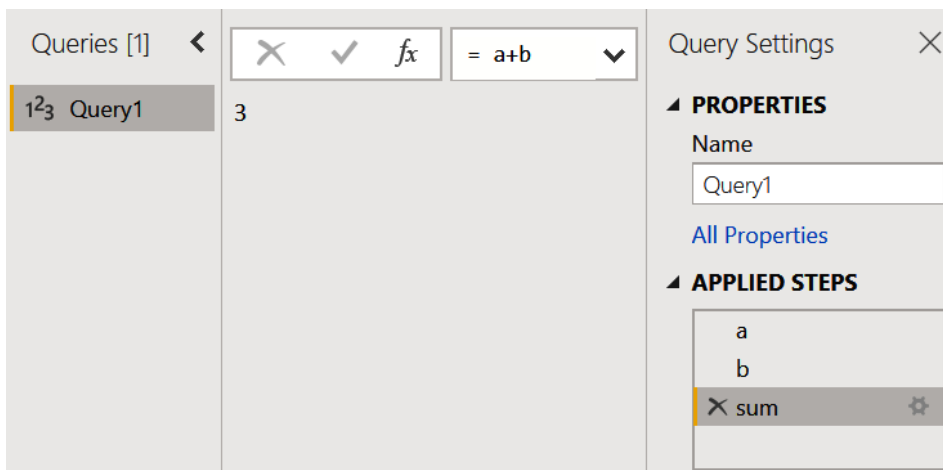 Queries [1]
1²3 Query1
fx
= a+b
3
Query Settings
PROPERTIES
Name
Query1
All Properties
APPLIED STEPS
a
b
sum